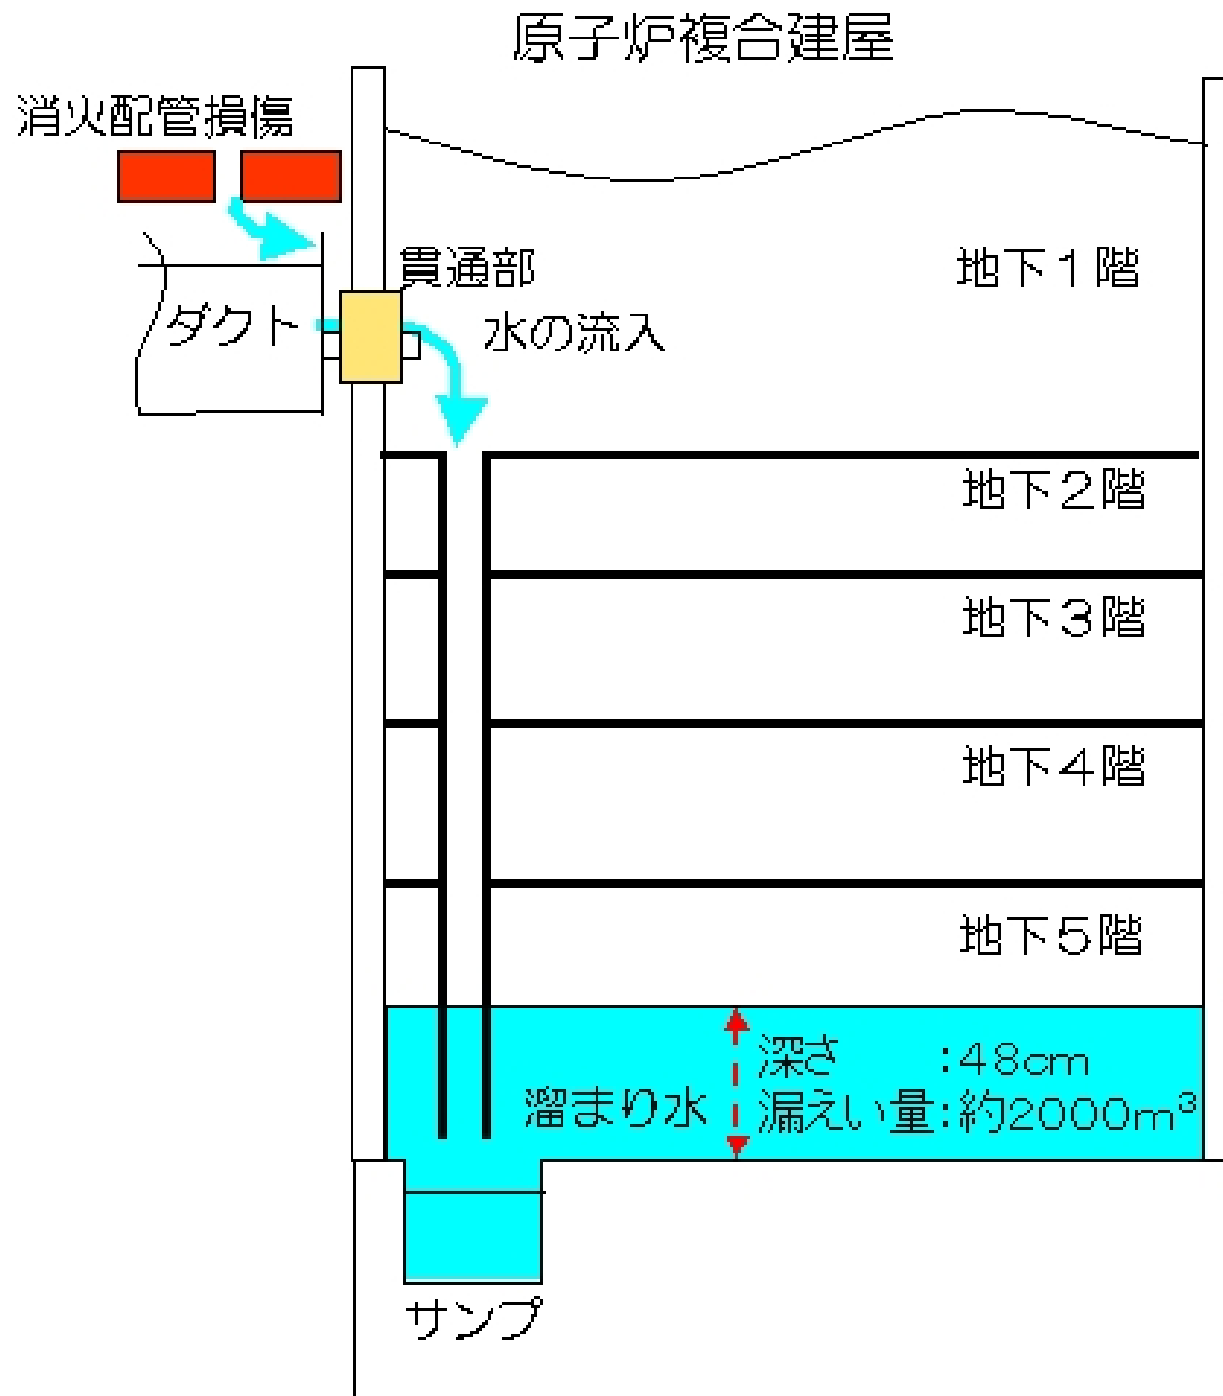 原子炉複合建屋
消火配管損傷
貫通部
地下１階
ダクト
水の流入
地下２階
地下３階
地下４階
地下５階
深さ　　：48cm
溜まり水
漏えい量：約2000m³
サンプ